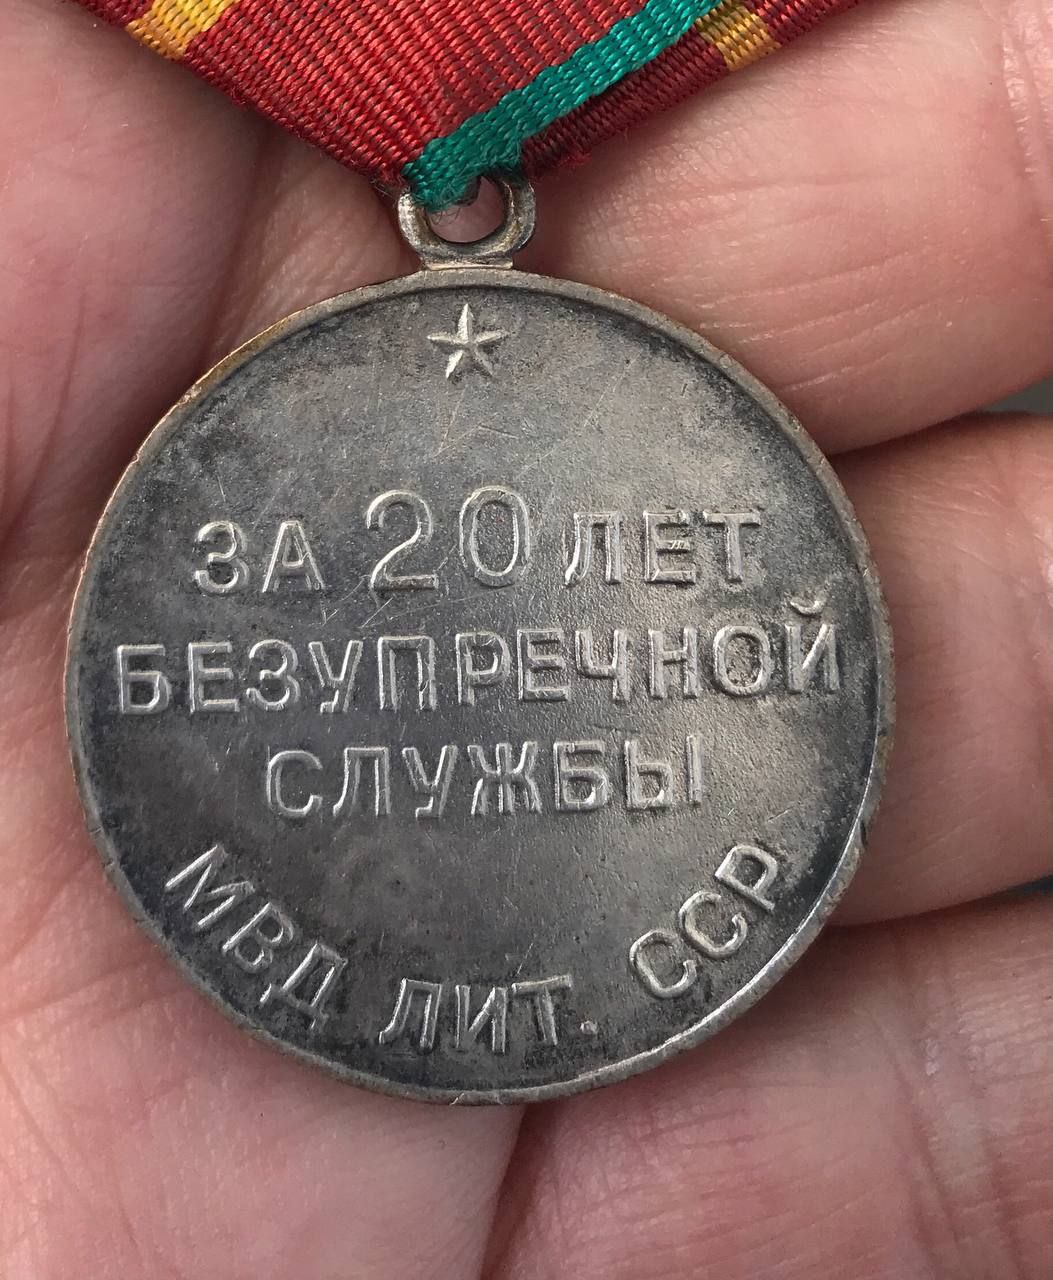 ЗА 20 ЛЕТ
БЕЗУПРЕЧНОЙ
СЛУЖБЫ
МВД ЛИТ. ССР